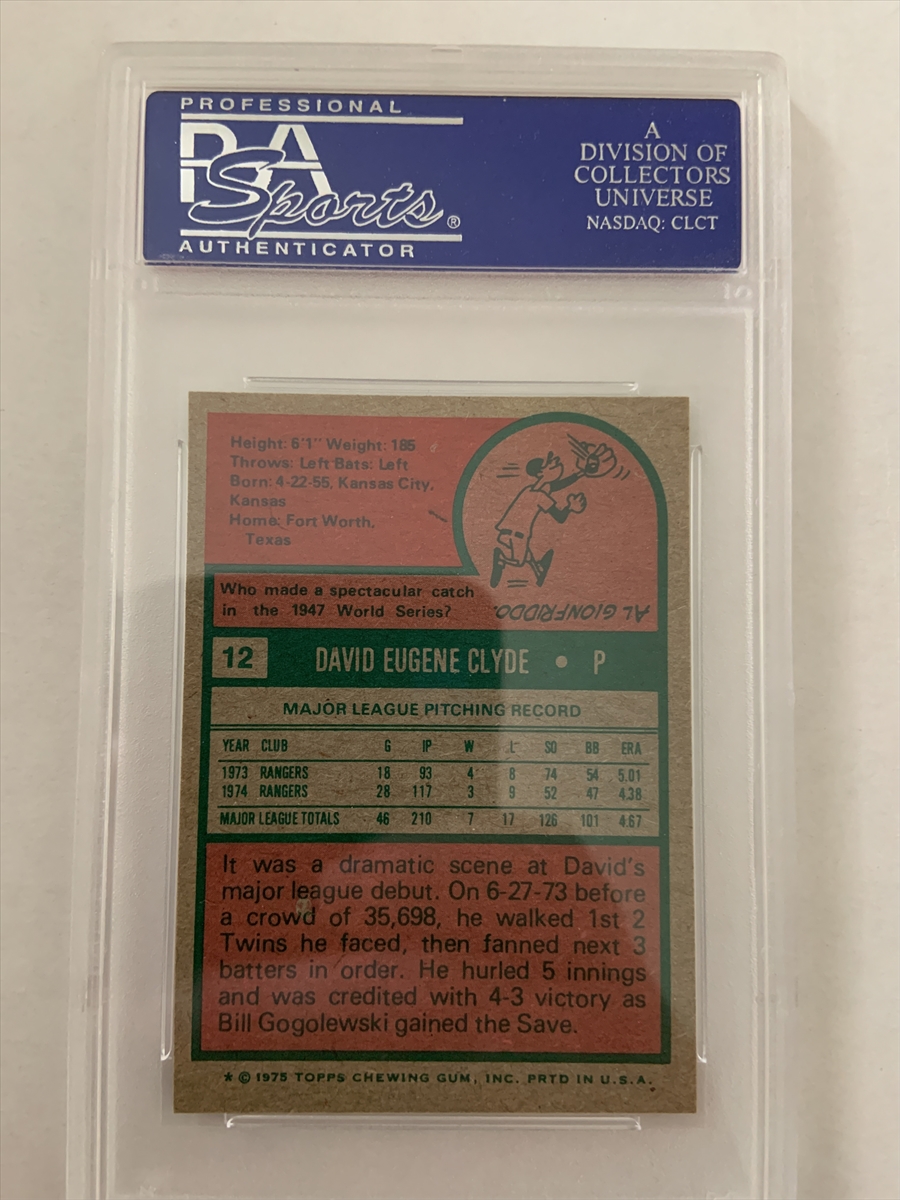 PROFESSIONAL
PSA
Sports®
AUTHENTICATOR
A
DIVISION OF
COLLECTORS
UNIVERSE
NASDAQ: CLCT
Height: 6'1" Weight: 185
Throws: Left Bats: Left
Born: 4-22-55, Kansas City,
Kansas
Home: Fort Worth,
Texas
Who made a spectacular catch
in the 1947 World Series?
AL GIONFRIDDO.
12 DAVID EUGENE CLYDE • P
MAJOR LEAGUE PITCHING RECORD
YEAR CLUB G IP W L SO BB ERA
1973 RANGERS 18 93 4 8 74 54 5.01
1974 RANGERS 28 117 3 9 52 47 4.38
MAJOR LEAGUE TOTALS 46 210 7 17 126 101 4.67
It was a dramatic scene at David's
major league debut. On 6-27-73 before
a crowd of 35,698, he walked 1st 2
Twins he faced, then fanned next 3
batters in order. He hurled 5 innings
and was credited with 4-3 victory as
Bill Gogolewski gained the Save.
* © 1975 TOPPS CHEWING GUM, INC. PRTD IN U.S.A.